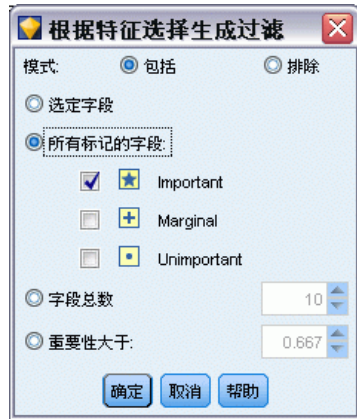 根据特征选择生成过滤
模式: 包括 排除
选定字段
所有标记的字段:
Important
Marginal
Unimportant
字段总数 10
重要性大于: 0.667
确定 取消 帮助